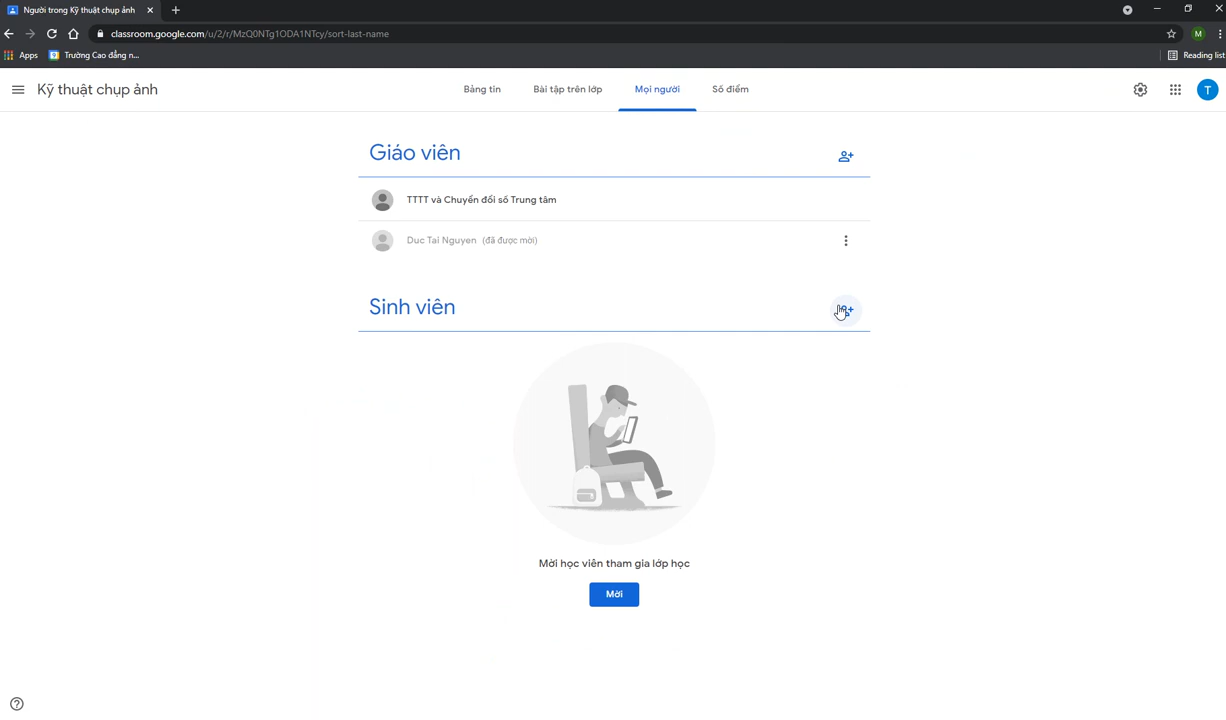 Người trong Kỹ thuật chụp ảnh
classroom.google.com/u/2/r/MzQ0NTg1ODA1NTcy/sort-last-name
M
Apps
Trường Cao đẳng n...
Reading list
Kỹ thuật chụp ảnh
Bảng tin
Bài tập trên lớp
Mọi người
Số điểm
T
Giáo viên
TTTT và Chuyển đổi số Trung tâm
Duc Tai Nguyen (đã được mời)
Sinh viên
Mời học viên tham gia lớp học
Mời